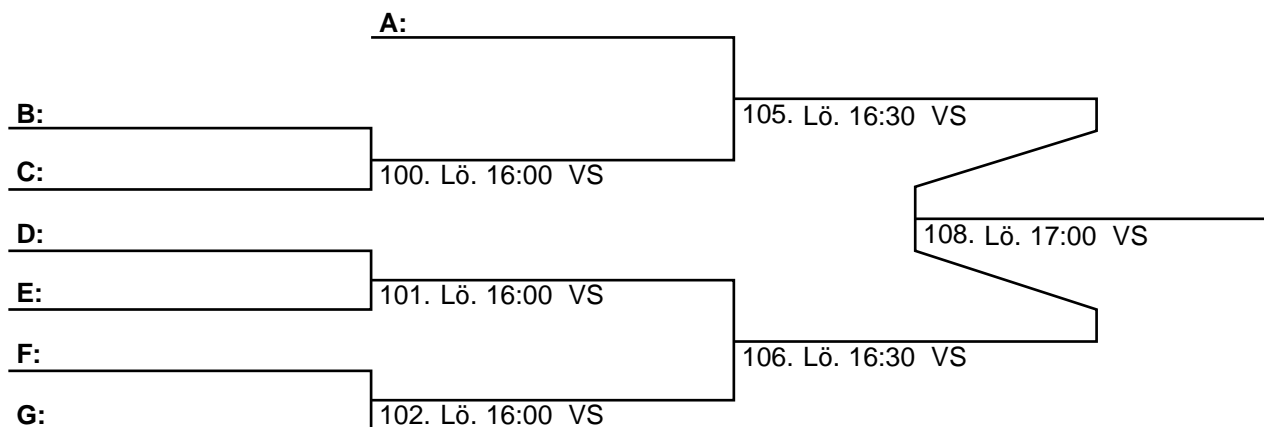 A:
105. Lö. 16:30 VS
B:
C:
100. Lö. 16:00 VS
D:
108. Lö. 17:00 VS
E:
101. Lö. 16:00 VS
F:
106. Lö. 16:30 VS
G:
102. Lö. 16:00 VS